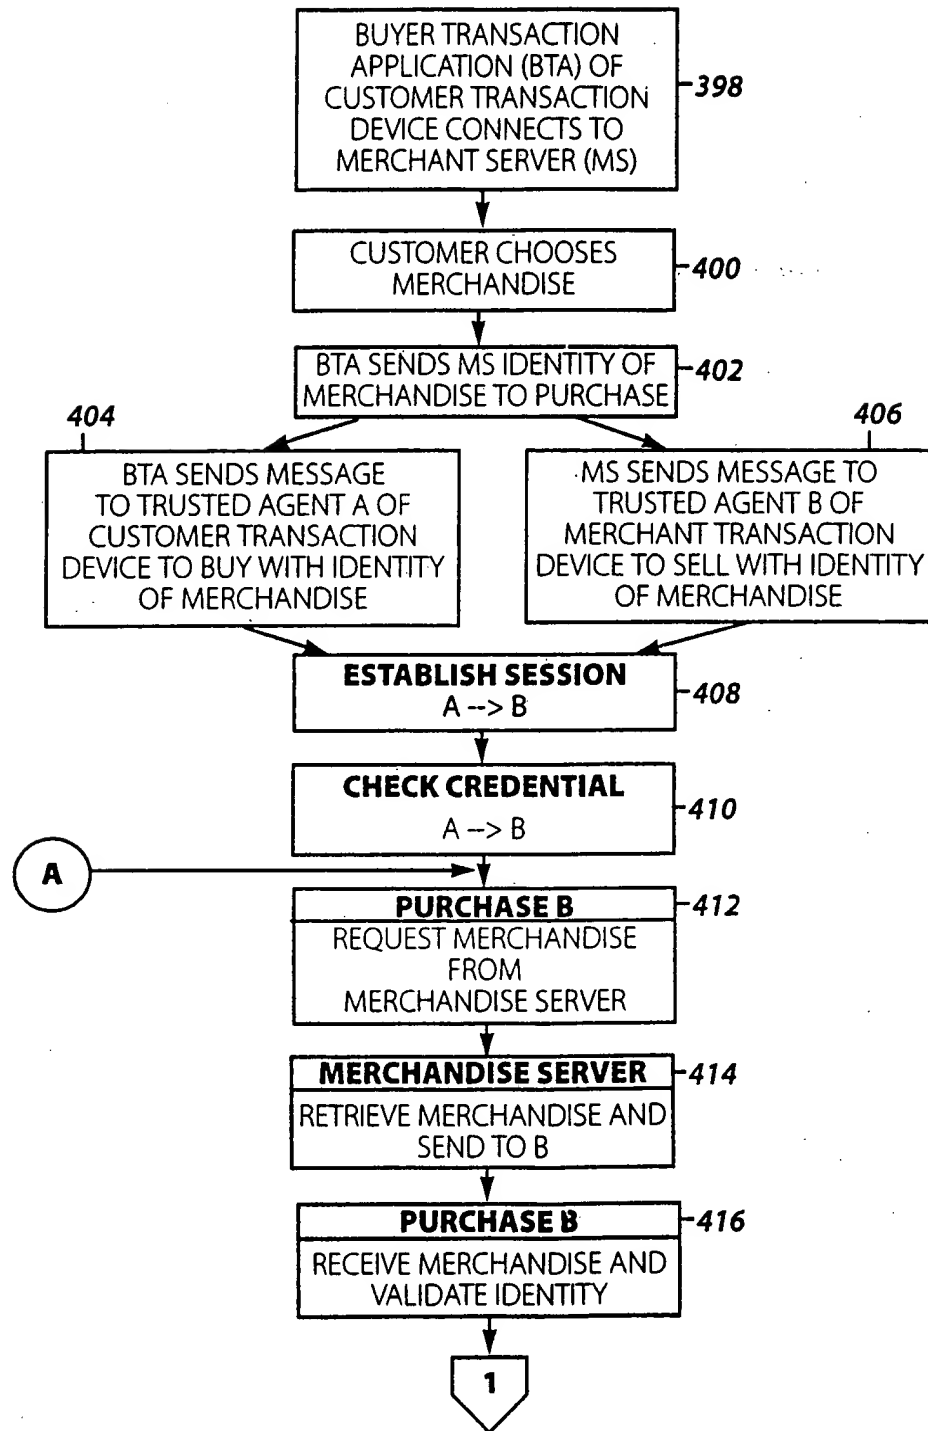 BUYER TRANSACTION
APPLICATION (BTA) OF
CUSTOMER TRANSACTION
DEVICE CONNECTS TO
MERCHANT SERVER (MS)
398
CUSTOMER CHOOSES
MERCHANDISE
400
BTA SENDS MS IDENTITY OF
MERCHANDISE TO PURCHASE
402
404
BTA SENDS MESSAGE
TO TRUSTED AGENT A OF
CUSTOMER TRANSACTION
DEVICE TO BUY WITH IDENTITY
OF MERCHANDISE
406
MS SENDS MESSAGE TO
TRUSTED AGENT B OF
MERCHANT TRANSACTION
DEVICE TO SELL WITH IDENTITY
OF MERCHANDISE
ESTABLISH SESSION
A --> B
408
CHECK CREDENTIAL
A --> B
410
A
PURCHASE B
412
REQUEST MERCHANDISE
FROM
MERCHANDISE SERVER
MERCHANDISE SERVER
414
RETRIEVE MERCHANDISE AND
SEND TO B
PURCHASE B
416
RECEIVE MERCHANDISE AND
VALIDATE IDENTITY
1